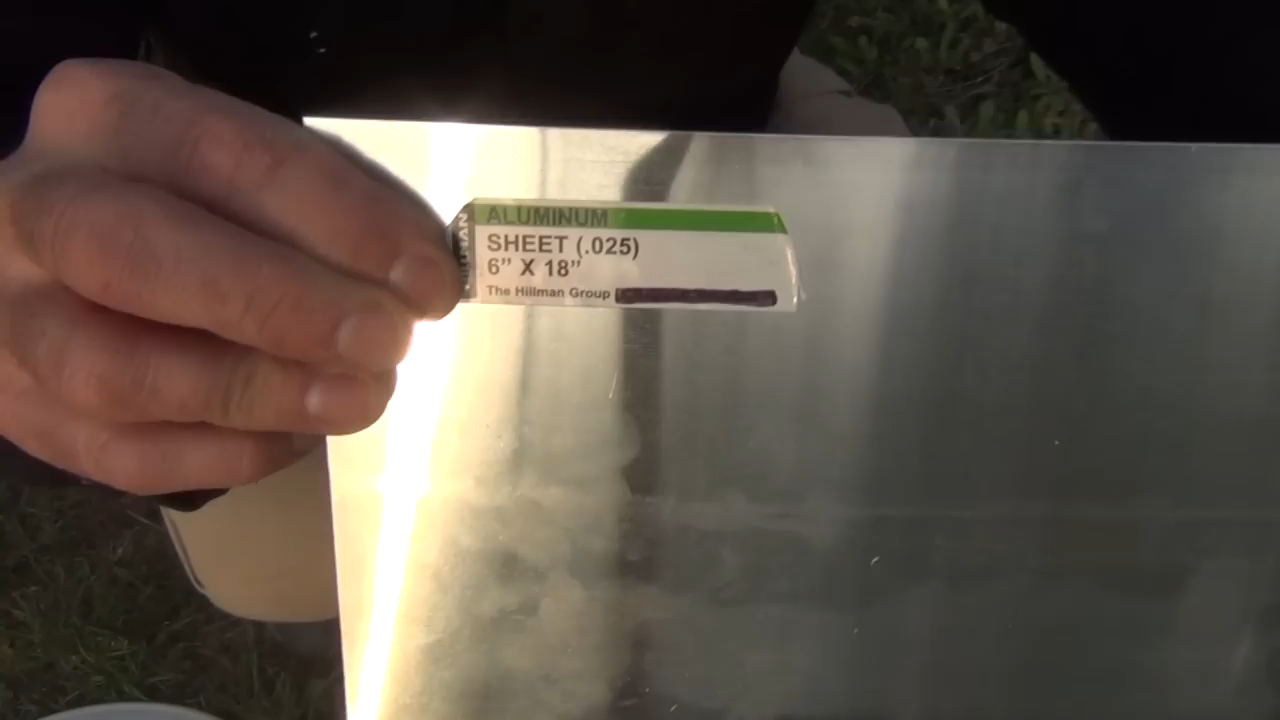 ALUMINUM
SHEET (.025)
6” X 18”
The Hillman Group